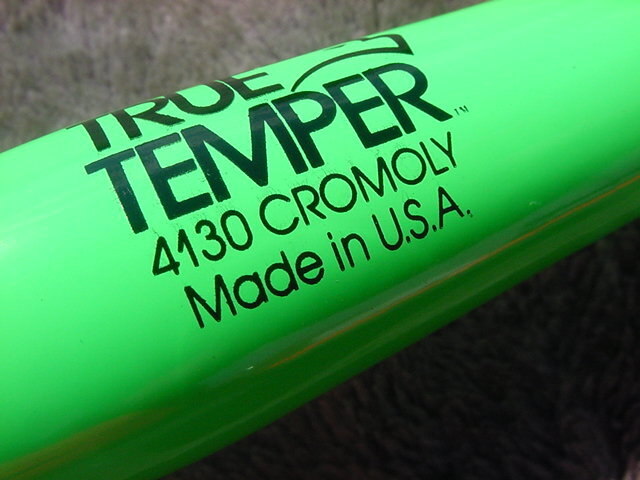 TRUE
TEMPER™
4130 CROMOLY
Made in U.S.A.